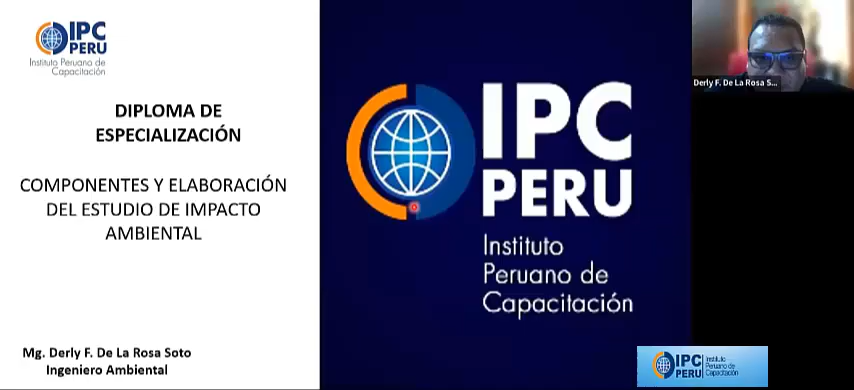 IPC
PERU
Instituto Peruano de
Capacitación
DIPLOMA DE
ESPECIALIZACIÓN
COMPONENTES Y ELABORACIÓN
DEL ESTUDIO DE IMPACTO
AMBIENTAL
Mg. Derly F. De La Rosa Soto
Ingeniero Ambiental
IPC
PERU
Instituto
Peruano de
Capacitación
Derly F. De La Rosa S...
IPC
PERU
Instituto
Peruano de
Capacitación